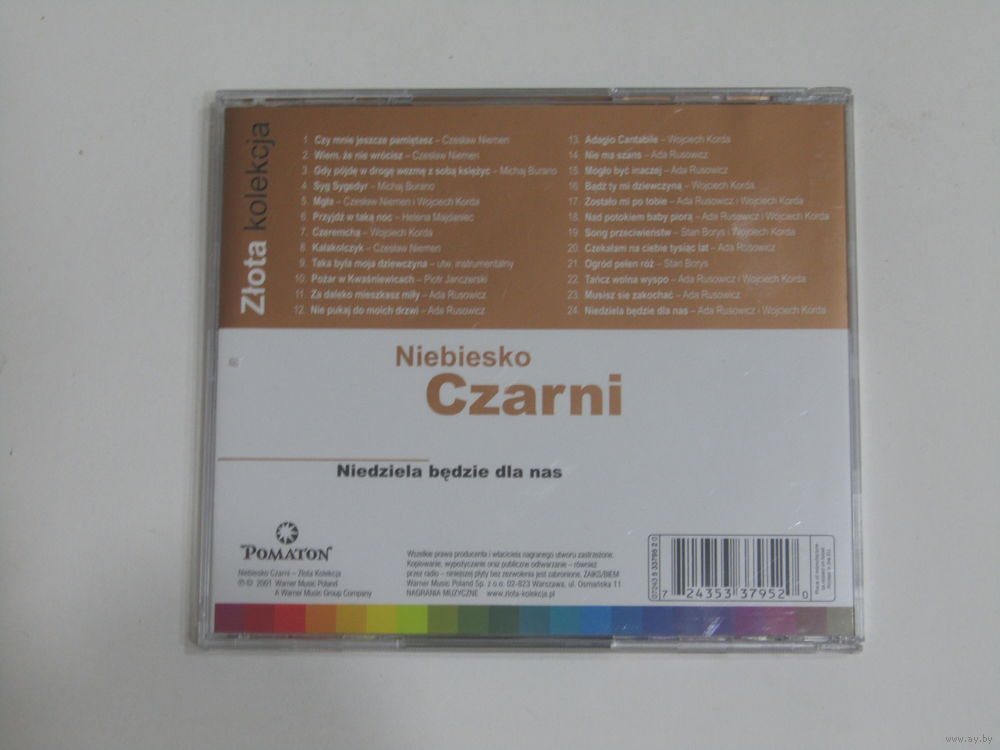 Złota kolekcja
1. Czy mnie jeszcze pamiętasz – Czesław Niemen
2. Wiem, że nie wrócisz – Czesław Niemen
3. Gdy pójdę w drogę wezmę z sobą księżyc – Michaj Burano
4. Syg Sygedyr – Michaj Burano
5. Mgła – Czesław Niemen i Wojciech Korda
6. Przyjdź w taką noc – Helena Majdaniec
7. Czeremcha – Wojciech Korda
8. Kalakolczyk – Czesław Niemen
9. Taka była moja dziewczyna – utw. instrumentalny
10. Pożar w Kwaśniewicach – Piotr Janczerski
11. Za daleko mieszkasz miły – Ada Rusowicz
12. Nie pukaj do moich drzwi – Ada Rusowicz
13. Adagio Cantabile – Wojciech Korda
14. Nie ma szans – Ada Rusowicz
15. Mogło być inaczej – Ada Rusowicz
16. Bądź ty mi dziewczyną – Wojciech Korda
17. Zostało mi po tobie – Ada Rusowicz i Wojciech Korda
18. Nad potokiem baby piorą – Ada Rusowicz i Wojciech Korda
19. Song przeciwieństw – Stan Borys i Wojciech Korda
20. Czekałam na ciebie tysiąc lat – Ada Rusowicz
21. Ogród pełen róż – Stan Borys
22. Tańcz wolna wyspo – Ada Rusowicz i Wojciech Korda
23. Musisz się zakochać – Ada Rusowicz
24. Niedziela będzie dla nas – Ada Rusowicz i Wojciech Korda
Niebiesko
Czarni
Niedziela będzie dla nas
POMATON
Niebiesko Czarni – Złota Kolekcja
℗ © 2001 Warner Music Poland
A Warner Music Group Company
Wszelkie prawa producenta i właściciela nagranego utworu zastrzeżone.
Kopiowanie, wypożyczanie oraz publiczne odtwarzanie – również
przez radio – niniejszej płyty bez zezwolenia jest zabronione. ZAIKS/BIEM
Warner Music Poland Sp. z o.o. 02-823 Warszawa, ul. Osmańska 11
NAGRANIA MUZYCZNE www.zlota-kolekcja.pl
07243 5 33795 2 0
7 24353 37952 0
www.ay.by